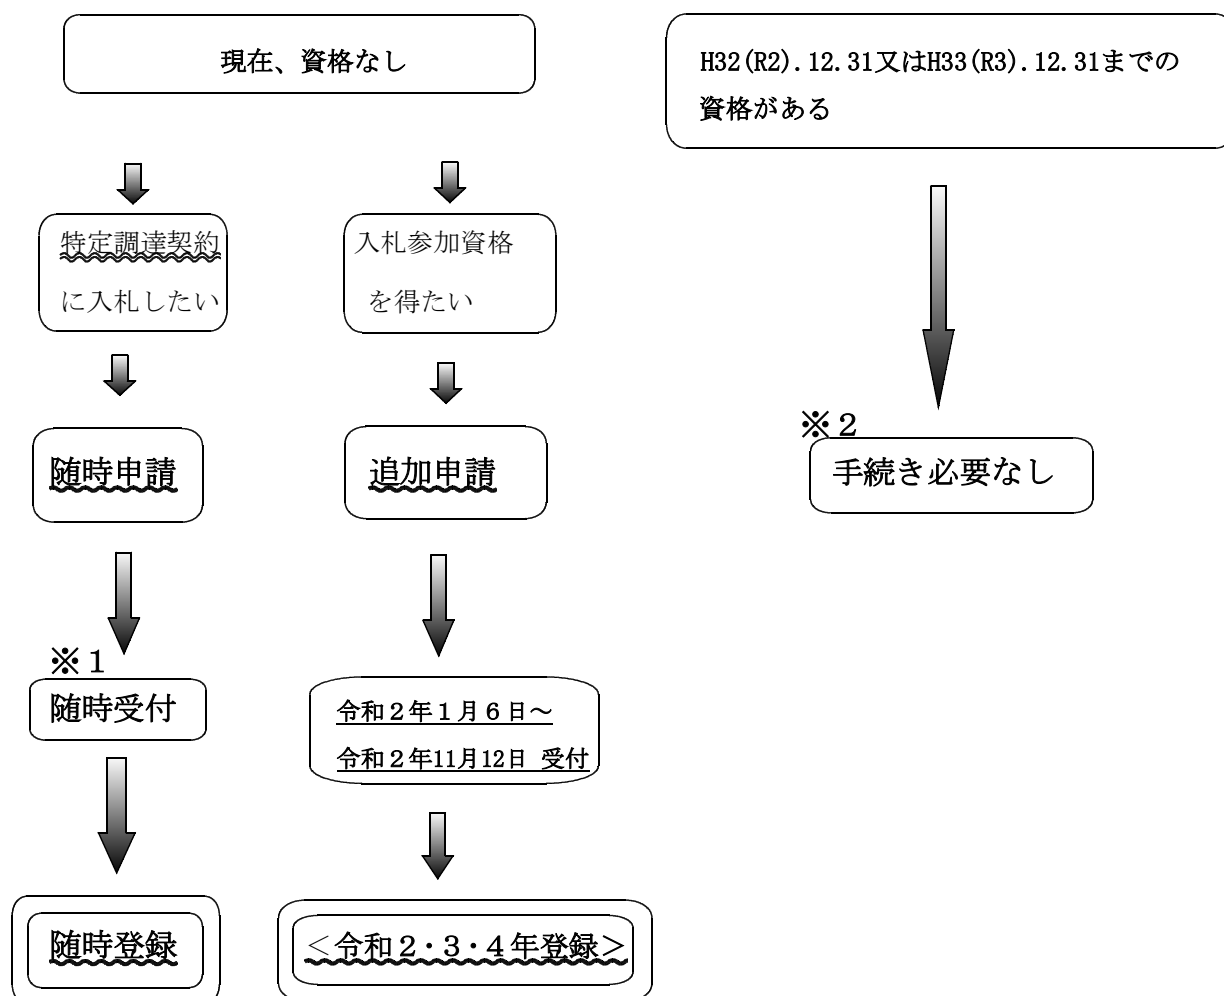 現在、資格なし
H32(R2).12.31又はH33(R3).12.31までの
資格がある
特定調達契約
に入札したい
入札参加資格
を得たい
随時申請
追加申請
※２
手続き必要なし
※１
随時受付
令和２年１月６日～
令和２年11月12日 受付
随時登録
＜令和２・３・４年登録＞